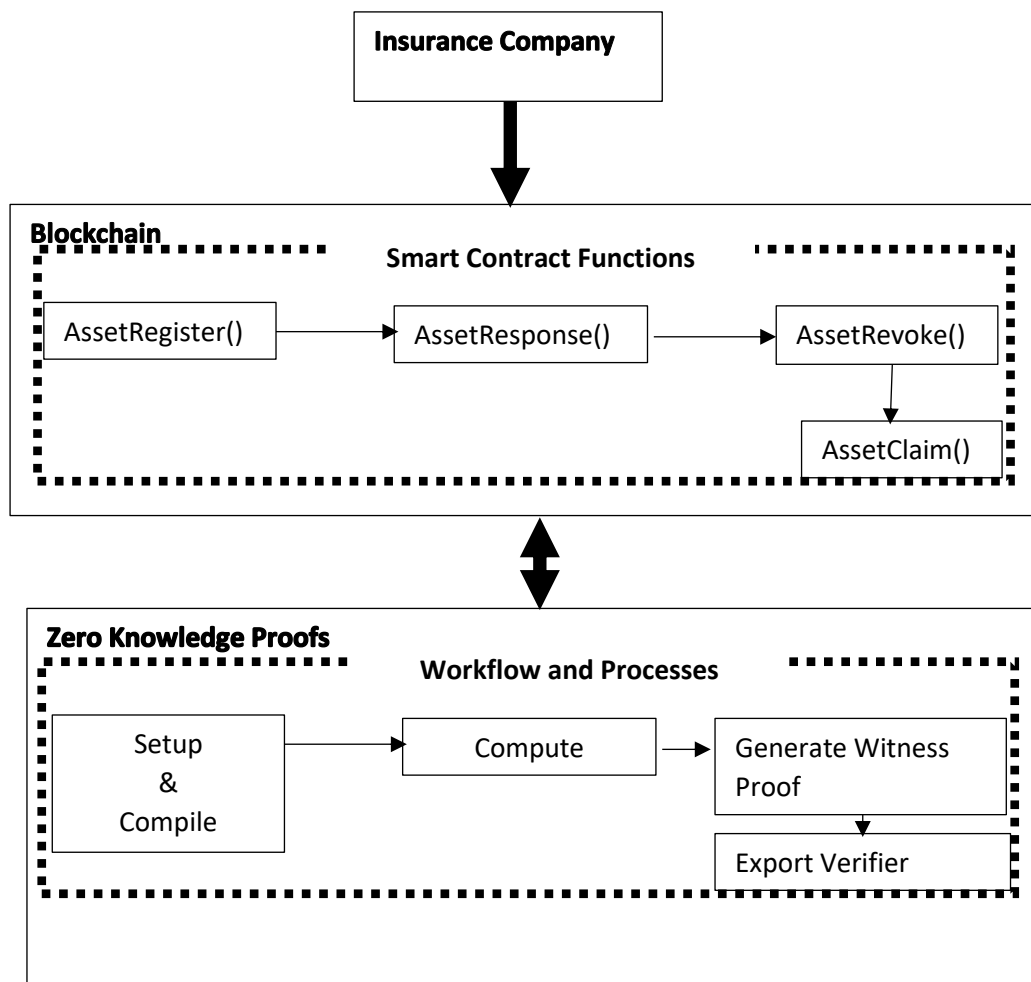 Insurance Company
Blockchain
Smart Contract Functions
AssetRegister()
AssetResponse()
AssetRevoke()
AssetClaim()
Zero Knowledge Proofs
Workflow and Processes
Setup
&
Compile
Compute
Generate Witness
Proof
Export Verifier